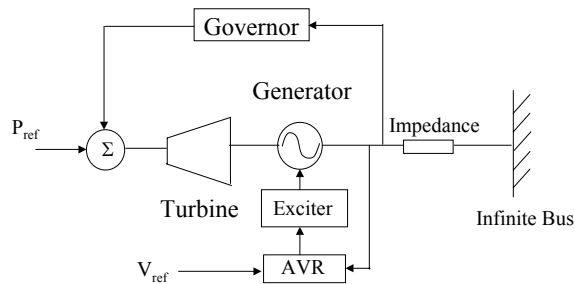 Governor
Generator
P_ref
Σ
Impedance
Turbine
Exciter
Infinite Bus
V_ref
AVR